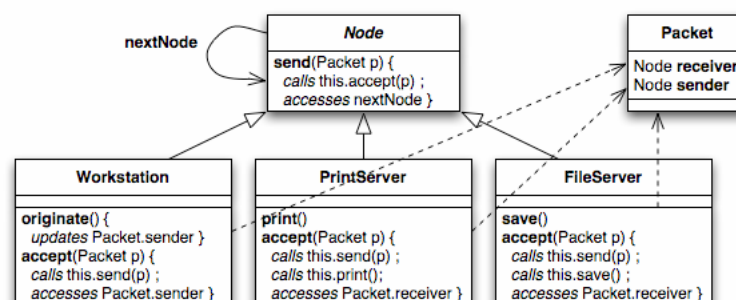 nextNode
Node
send(Packet p) {
calls this.accept(p) ;
accesses nextNode }
Packet
Node receiver
Node sender
Workstation
originate() {
updates Packet.sender }
accept(Packet p) {
calls this.send(p) ;
accesses Packet.sender }
PrintServer
print()
accept(Packet p) {
calls this.send(p) ;
calls this.print();
accesses Packet.receiver }
FileServer
save()
accept(Packet p) {
calls this.send(p) ;
calls this.save() ;
accesses Packet.receiver }